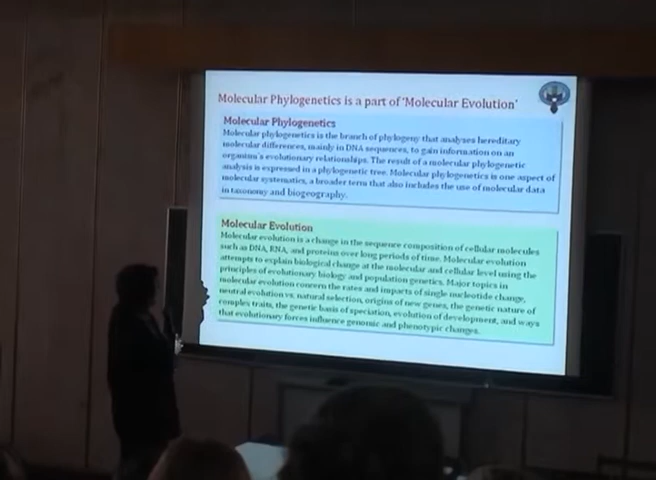 Molecular Phylogenetics is a part of 'Molecular Evolution'
Molecular Phylogenetics
Molecular phylogenetics is the branch of phylogeny that analyses hereditary
molecular differences, mainly in DNA sequences, to gain information on an
organism's evolutionary relationships. The result of a molecular phylogenetic
analysis is expressed in a phylogenetic tree. Molecular phylogenetics is one aspect of
molecular systematics, a broader term that also includes the use of molecular data
in taxonomy and biogeography.
Molecular Evolution
Molecular evolution is a change in the sequence composition of cellular molecules
such as DNA, RNA, and proteins over long periods of time. Molecular evolution
attempts to explain biological change at the molecular and cellular level using the
principles of evolutionary biology and population genetics. Major topics in
molecular evolution concern the rates and impacts of single nucleotide change,
neutral evolution vs. natural selection, origins of new genes, the genetic nature of
complex traits, the genetic basis of speciation, evolution of development, and ways
that evolutionary forces influence genomic and phenotypic changes.